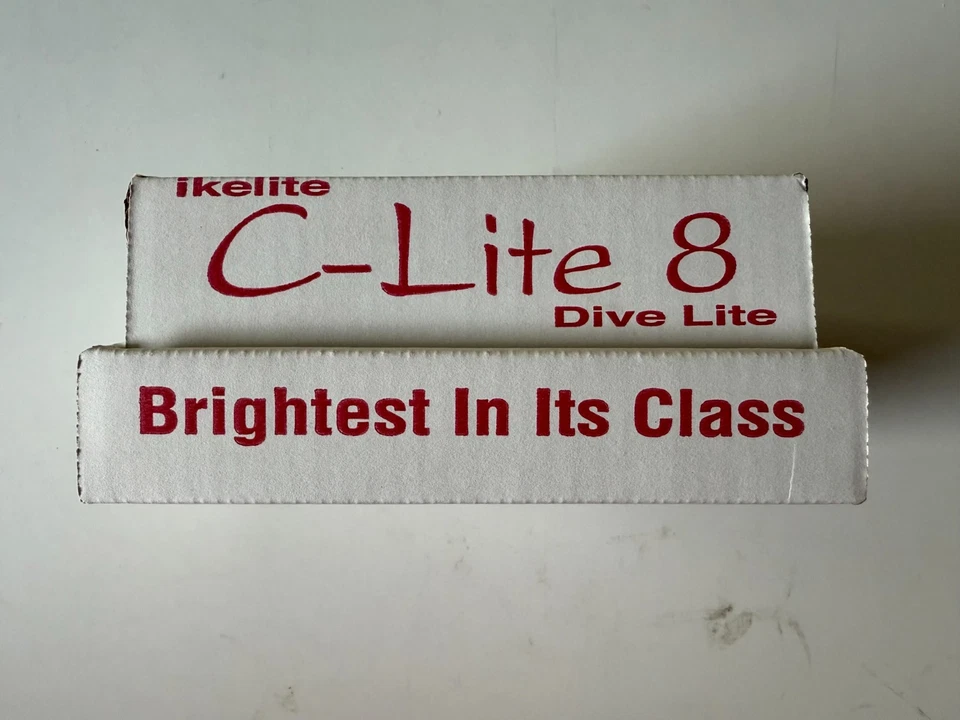 ikelite
C-Lite 8
Dive Lite
Brightest In Its Class